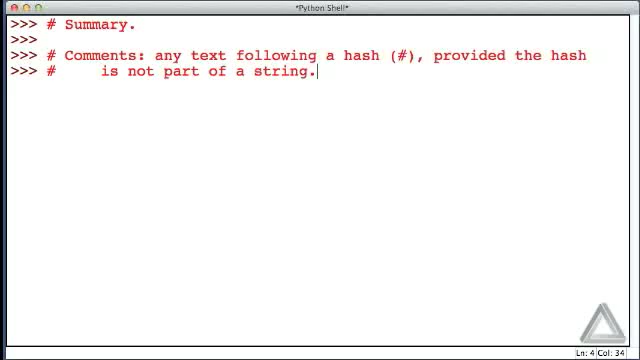 *Python Shell*
>>> # Summary.
>>>
>>> # Comments: any text following a hash (#), provided the hash
>>> #     is not part of a string.
Ln: 4 Col: 34